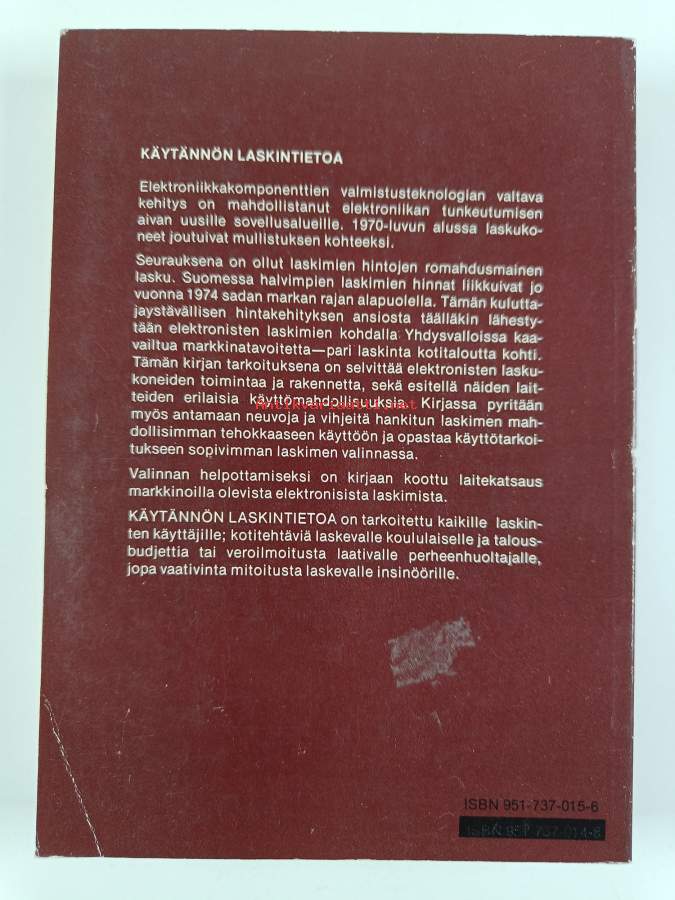 KÄYTÄNNÖN LASKINTIETOA
Elektroniikkakomponenttien valmistusteknologian valtava
kehitys on mahdollistanut elektroniikan tunkeutumisen
aivan uusille sovellusalueille. 1970-luvun alussa laskuko-
neet joutuivat mullistuksen kohteeksi.
Seurauksena on ollut laskimien hintojen romahdusmainen
lasku. Suomessa halvimpien laskimien hinnat liikkuivat jo
vuonna 1974 sadan markan rajan alapuolella. Tämän kulutta-
jaystävällisen hintakehityksen ansiosta täälläkin lähesty-
tään elektronisten laskimien kohdalla Yhdysvalloissa kaa-
vailtua markkinatavoitetta—pari laskinta kotitaloutta kohti.
Tämän kirjan tarkoituksena on selvittää elektronisten lasku-
koneiden toimintaa ja rakennetta, sekä esitellä näiden lait-
teiden erilaisia käyttömahdollisuuksia. Kirjassa pyritään
Antikvariaatti.net
myös antamaan neuvoja ja vihjeitä hankitun laskimen mah-
dollisimman tehokkaaseen käyttöön ja opastaa käyttötarkoi-
tukseen sopivimman laskimen valinnassa.
Valinnan helpottamiseksi on kirjaan koottu laitekatsaus
markkinoilla olevista elektronisista laskimista.
KÄYTÄNNÖN LASKINTIETOA on tarkoitettu kaikille laskin-
ten käyttäjille; kotitehtäviä laskevalle koululaiselle ja talous-
budjettia tai veroilmoitusta laativalle perheenhuoltajalle,
jopa vaativinta mitoitusta laskevalle insinöörille.
ISBN 951-737-015-6
ISBN 951 737-014-8